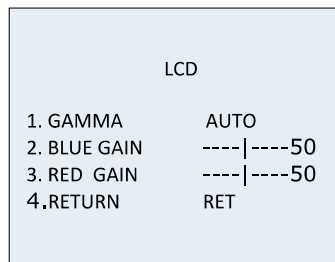 LCD
1. GAMMA AUTO
2. BLUE GAIN ----|----50
3. RED GAIN ----|----50
4.RETURN RET